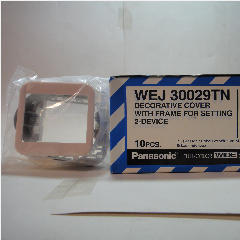 WEJ 30029TN
DECORATIVE COVER
WITH FRAME FOR SETTING
2-DEVICE
10PCS.
Panasonic